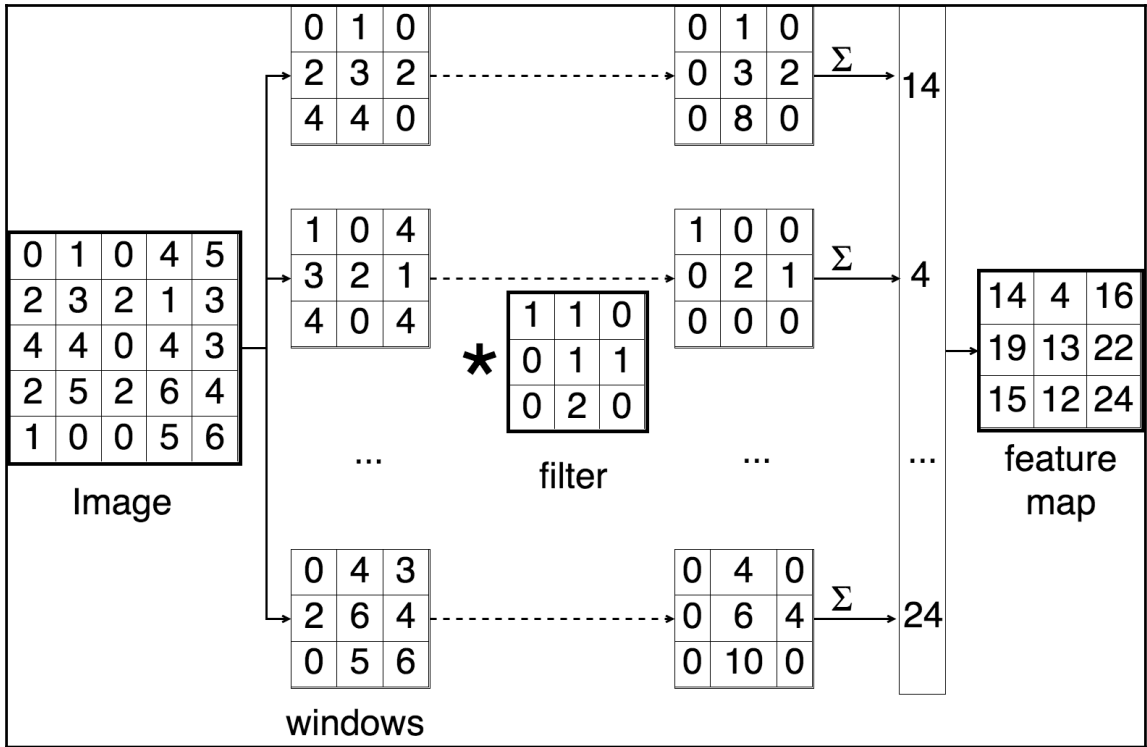 0 1 0
2 3 2
4 4 0
0 1 0
0 3 2
0 8 0
Σ
14
1 0 4
3 2 1
4 0 4
1 0 0
0 2 1
0 0 0
Σ
4
0 1 0 4 5
2 3 2 1 3
4 4 0 4 3
2 5 2 6 4
1 0 0 5 6
Image
*
1 1 0
0 1 1
0 2 0
filter
14 4 16
19 13 22
15 12 24
feature
map
...
...
...
0 4 3
2 6 4
0 5 6
windows
0 4 0
0 6 4
0 10 0
Σ
24